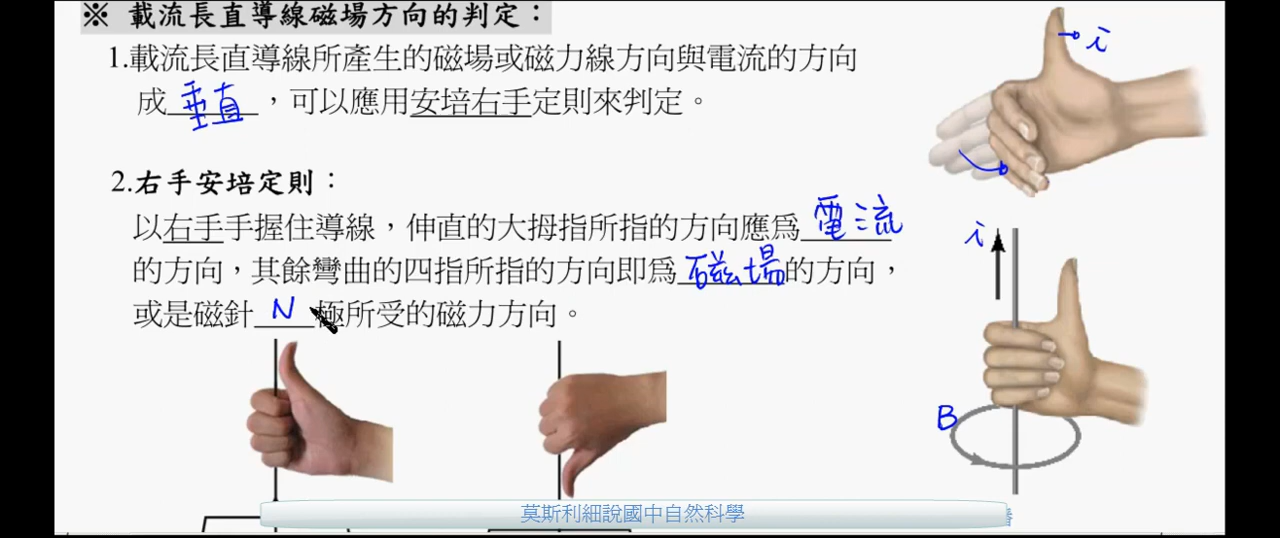 ※ 載流長直導線磁場方向的判定：
1.載流長直導線所產生的磁場或磁力線方向與電流的方向
成垂直，可以應用安培右手定則來判定。
i
2.右手安培定則：
以右手手握住導線，伸直的大拇指所指的方向應為電流
的方向，其餘彎曲的四指所指的方向即為磁場的方向，
或是磁針N極所受的磁力方向。
i
B
莫斯利細說國中自然科學